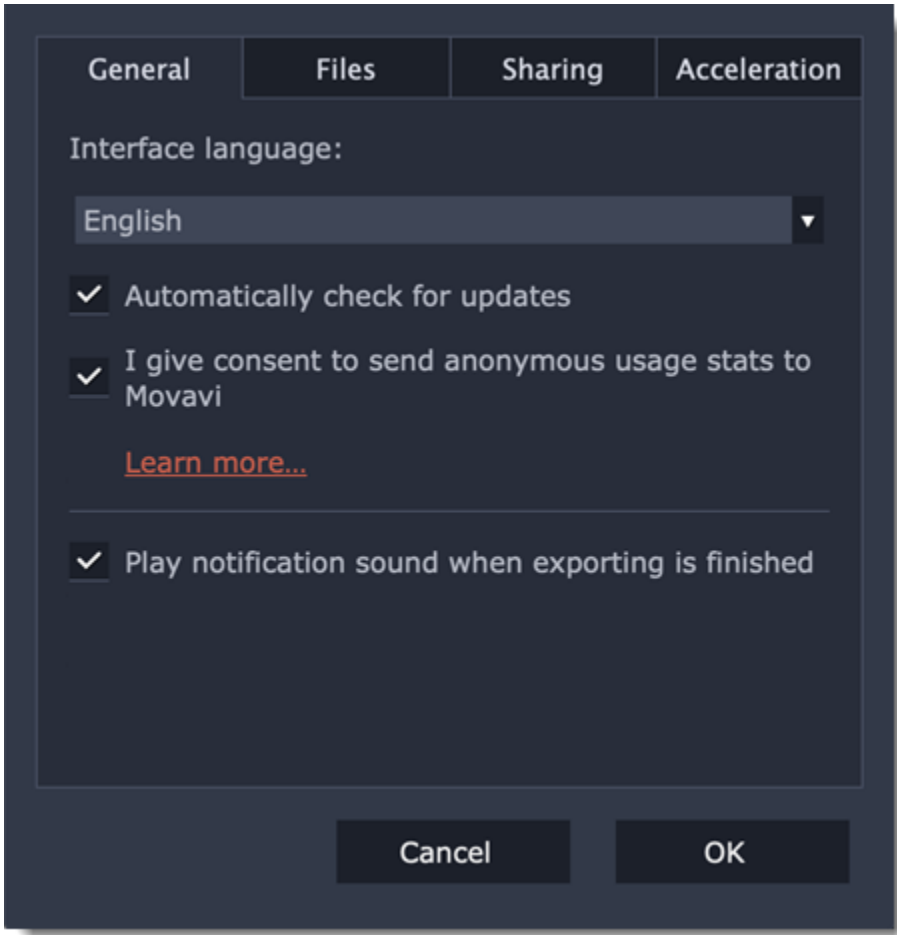 General Files Sharing Acceleration
Interface language:
English
Automatically check for updates
I give consent to send anonymous usage stats to
Movavi
Learn more...
Play notification sound when exporting is finished
Cancel OK